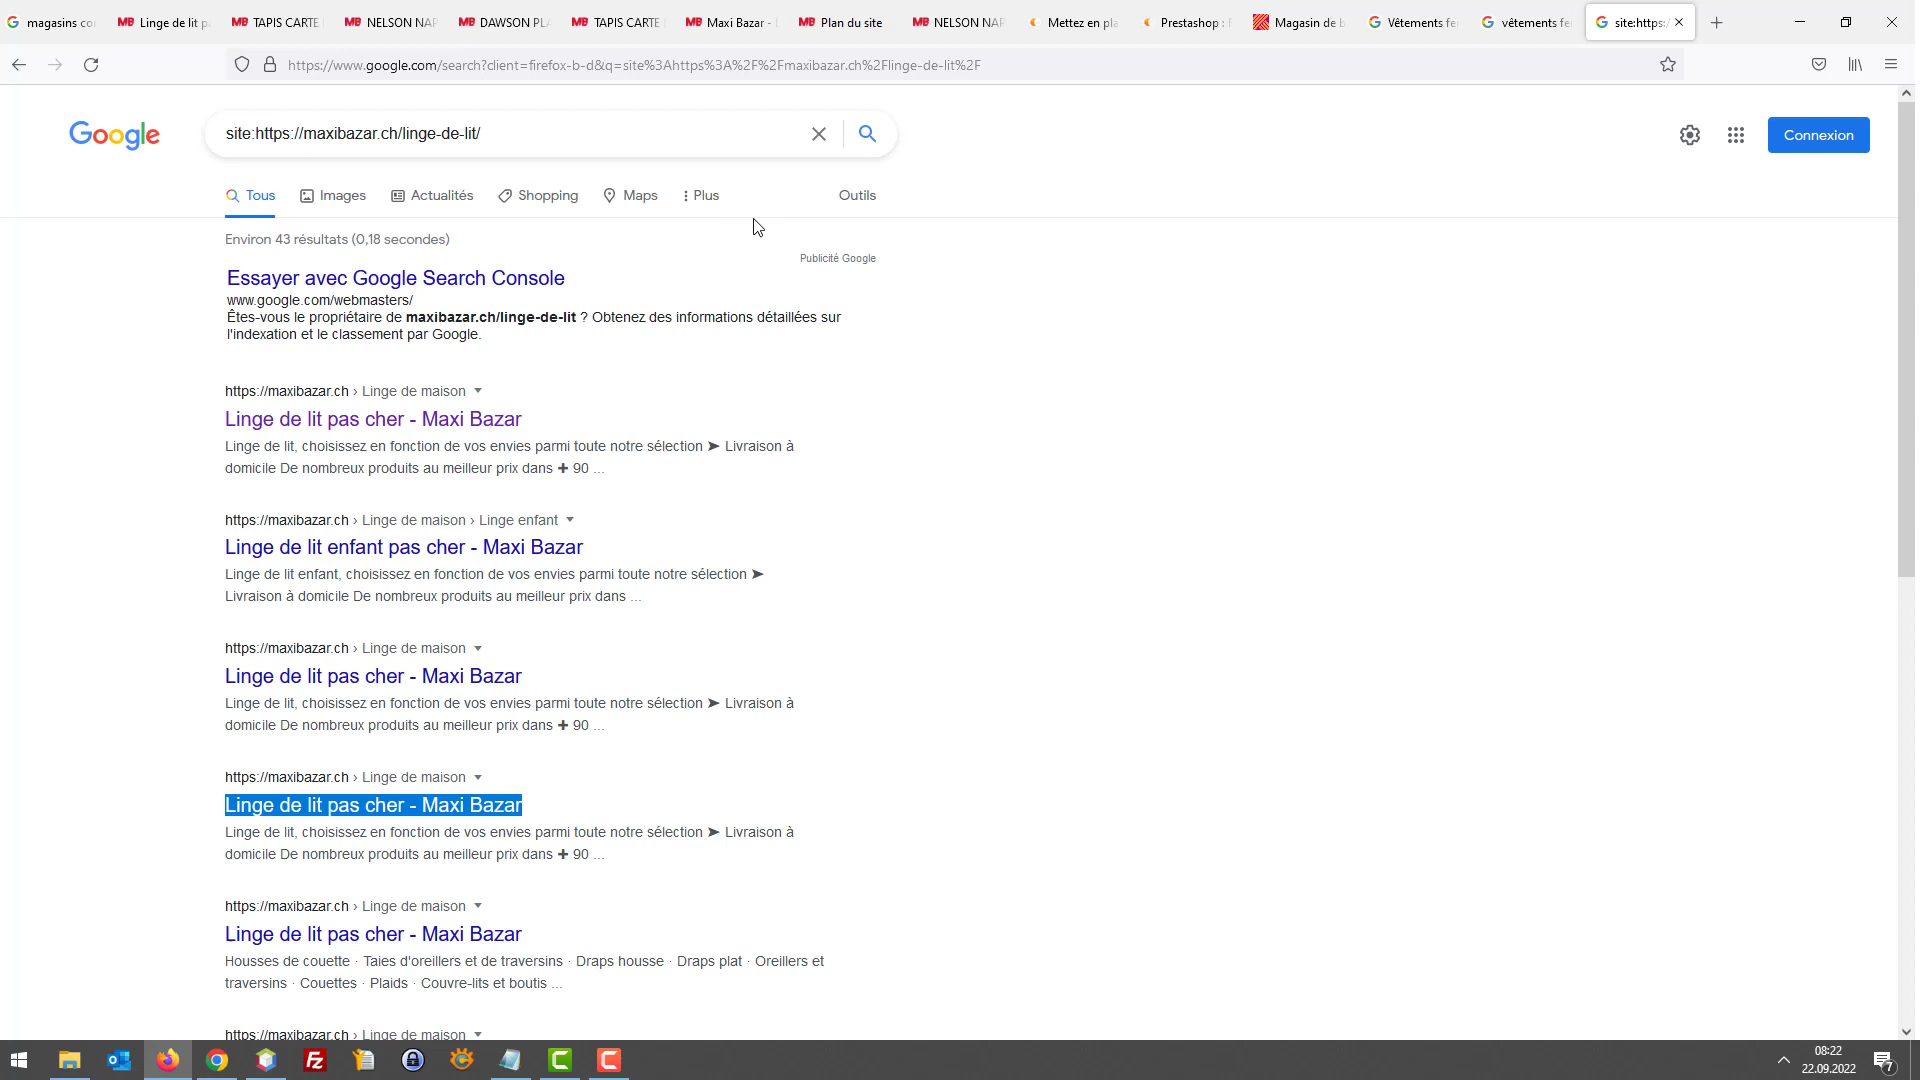 magasins co
Linge de lit p
TAPIS CARTE
NELSON NAP
DAWSON PL
TAPIS CARTE
Maxi Bazar -
Plan du site
NELSON NAP
Mettez en pl
Prestashop :
Magasin de b
Vêtements fe
vêtements fe
site:https:/
https://www.google.com/search?client=firefox-b-d&q=site%3Ahttps%3A%2F%2Fmaxibazar.ch%2Flinge-de-lit%2F
Google
site:https://maxibazar.ch/linge-de-lit/
Connexion
Tous
Images
Actualités
Shopping
Maps
Plus
Outils
Environ 43 résultats (0,18 secondes)
Publicité Google
Essayer avec Google Search Console
www.google.com/webmasters/
Êtes-vous le propriétaire de maxibazar.ch/linge-de-lit ? Obtenez des informations détaillées sur
l'indexation et le classement par Google.
https://maxibazar.ch › Linge de maison
Linge de lit pas cher - Maxi Bazar
Linge de lit, choisissez en fonction de vos envies parmi toute notre sélection ➤ Livraison à
domicile De nombreux produits au meilleur prix dans ✚ 90 ...
https://maxibazar.ch › Linge de maison › Linge enfant
Linge de lit enfant pas cher - Maxi Bazar
Linge de lit enfant, choisissez en fonction de vos envies parmi toute notre sélection ➤
Livraison à domicile De nombreux produits au meilleur prix dans ...
https://maxibazar.ch › Linge de maison
Linge de lit pas cher - Maxi Bazar
Linge de lit, choisissez en fonction de vos envies parmi toute notre sélection ➤ Livraison à
domicile De nombreux produits au meilleur prix dans ✚ 90 ...
https://maxibazar.ch › Linge de maison
Linge de lit pas cher - Maxi Bazar
Linge de lit, choisissez en fonction de vos envies parmi toute notre sélection ➤ Livraison à
domicile De nombreux produits au meilleur prix dans ✚ 90 ...
https://maxibazar.ch › Linge de maison
Linge de lit pas cher - Maxi Bazar
Housses de couette · Taies d'oreillers et de traversins · Draps housse · Draps plat · Oreillers et
traversins · Couettes · Plaids · Couvre-lits et boutis ...
https://maxibazar.ch › Linge de maison
08:22
22.09.2022
7